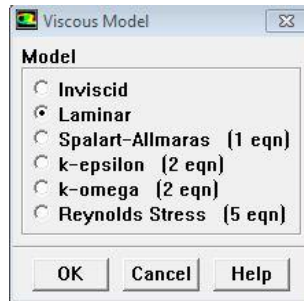 Viscous Model
Model
Inviscid
Laminar
Spalart-Allmaras (1 eqn)
k-epsilon (2 eqn)
k-omega (2 eqn)
Reynolds Stress (5 eqn)
OK Cancel Help